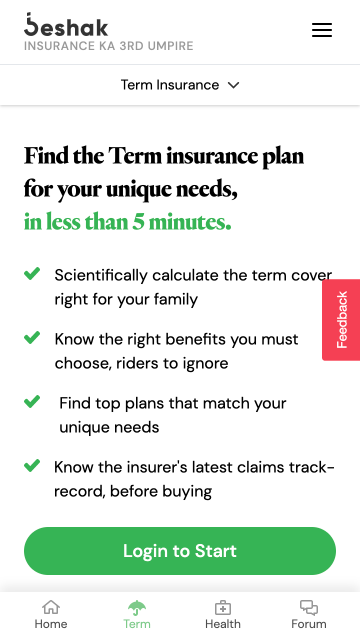 Beshak
INSURANCE KA 3RD UMPIRE
Term Insurance
Find the Term insurance plan
for your unique needs,
in less than 5 minutes.
Scientifically calculate the term cover
right for your family
Feedback
Know the right benefits you must
choose, riders to ignore
Find top plans that match your
unique needs
Know the insurer's latest claims track-
record, before buying
Login to Start
Home
Term
Health
Forum